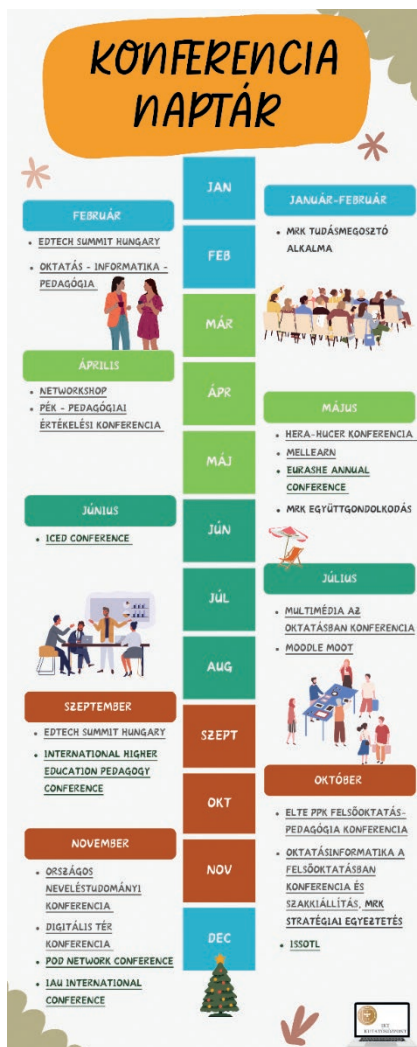 KONFERENCIA
NAPTÁR
JAN
FEB
MÁR
ÁPR
MÁJ
JÚN
JÚL
AUG
SZEPT
OKT
NOV
DEC
JANUÁR-FEBRUÁR
MRK TUDÁSMEGOSZTÓ
ALKALMA
FEBRUÁR
EDTECH SUMMIT HUNGARY
OKTATÁS - INFORMATIKA -
PEDAGÓGIA
ÁPRILIS
NETWORKSHOP
PÉK - PEDAGÓGIAI
ÉRTÉKELÉSI KONFERENCIA
MÁJUS
HERA-HUCER KONFERENCIA
MELLEARN
EURASHE ANNUAL
CONFERENCE
MRK EGYÜTTGONDOLKODÁS
JÚNIUS
ICED CONFERENCE
JÚLIUS
MULTIMÉDIA AZ
OKTATÁSBAN KONFERENCIA
MOODLE MOOT
SZEPTEMBER
EDTECH SUMMIT HUNGARY
INTERNATIONAL HIGHER
EDUCATION PEDAGOGY
CONFERENCE
OKTÓBER
ELTE PPK FELSŐOKTATÁS-
PEDAGÓGIA KONFERENCIA
OKTATÁSINFORMATIKA A
FELSŐOKTATÁSBAN
KONFERENCIA ÉS
SZAKKIÁLLÍTÁS, MRK
STRATÉGIAI EGYEZTETÉS
ISSOTL
NOVEMBER
ORSZÁGOS
NEVELÉSTUDOMÁNYI
KONFERENCIA
DIGITÁLIS TÉR
KONFERENCIA
POD NETWORK CONFERENCE
IAU INTERNATIONAL
CONFERENCE